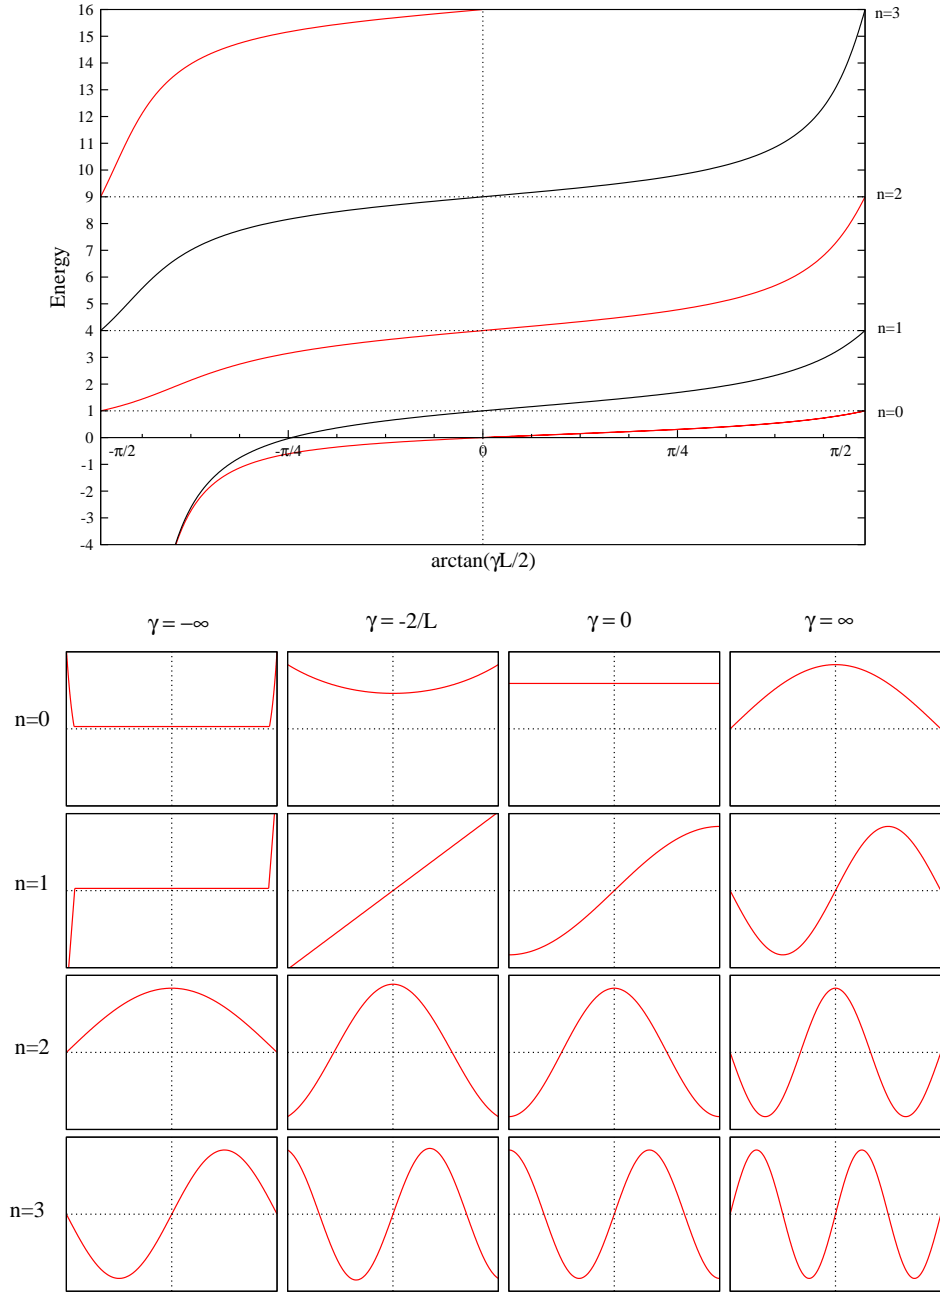 16
n=3
15
14
13
12
11
10
9
n=2
8
7
6
5
4
n=1
3
2
1
n=0
0
-π/2
-π/4
0
π/4
π/2
-1
-2
-3
-4
Energy
arctan(γL/2)
γ = −∞
γ = -2/L
γ = 0
γ = ∞
n=0
n=1
n=2
n=3